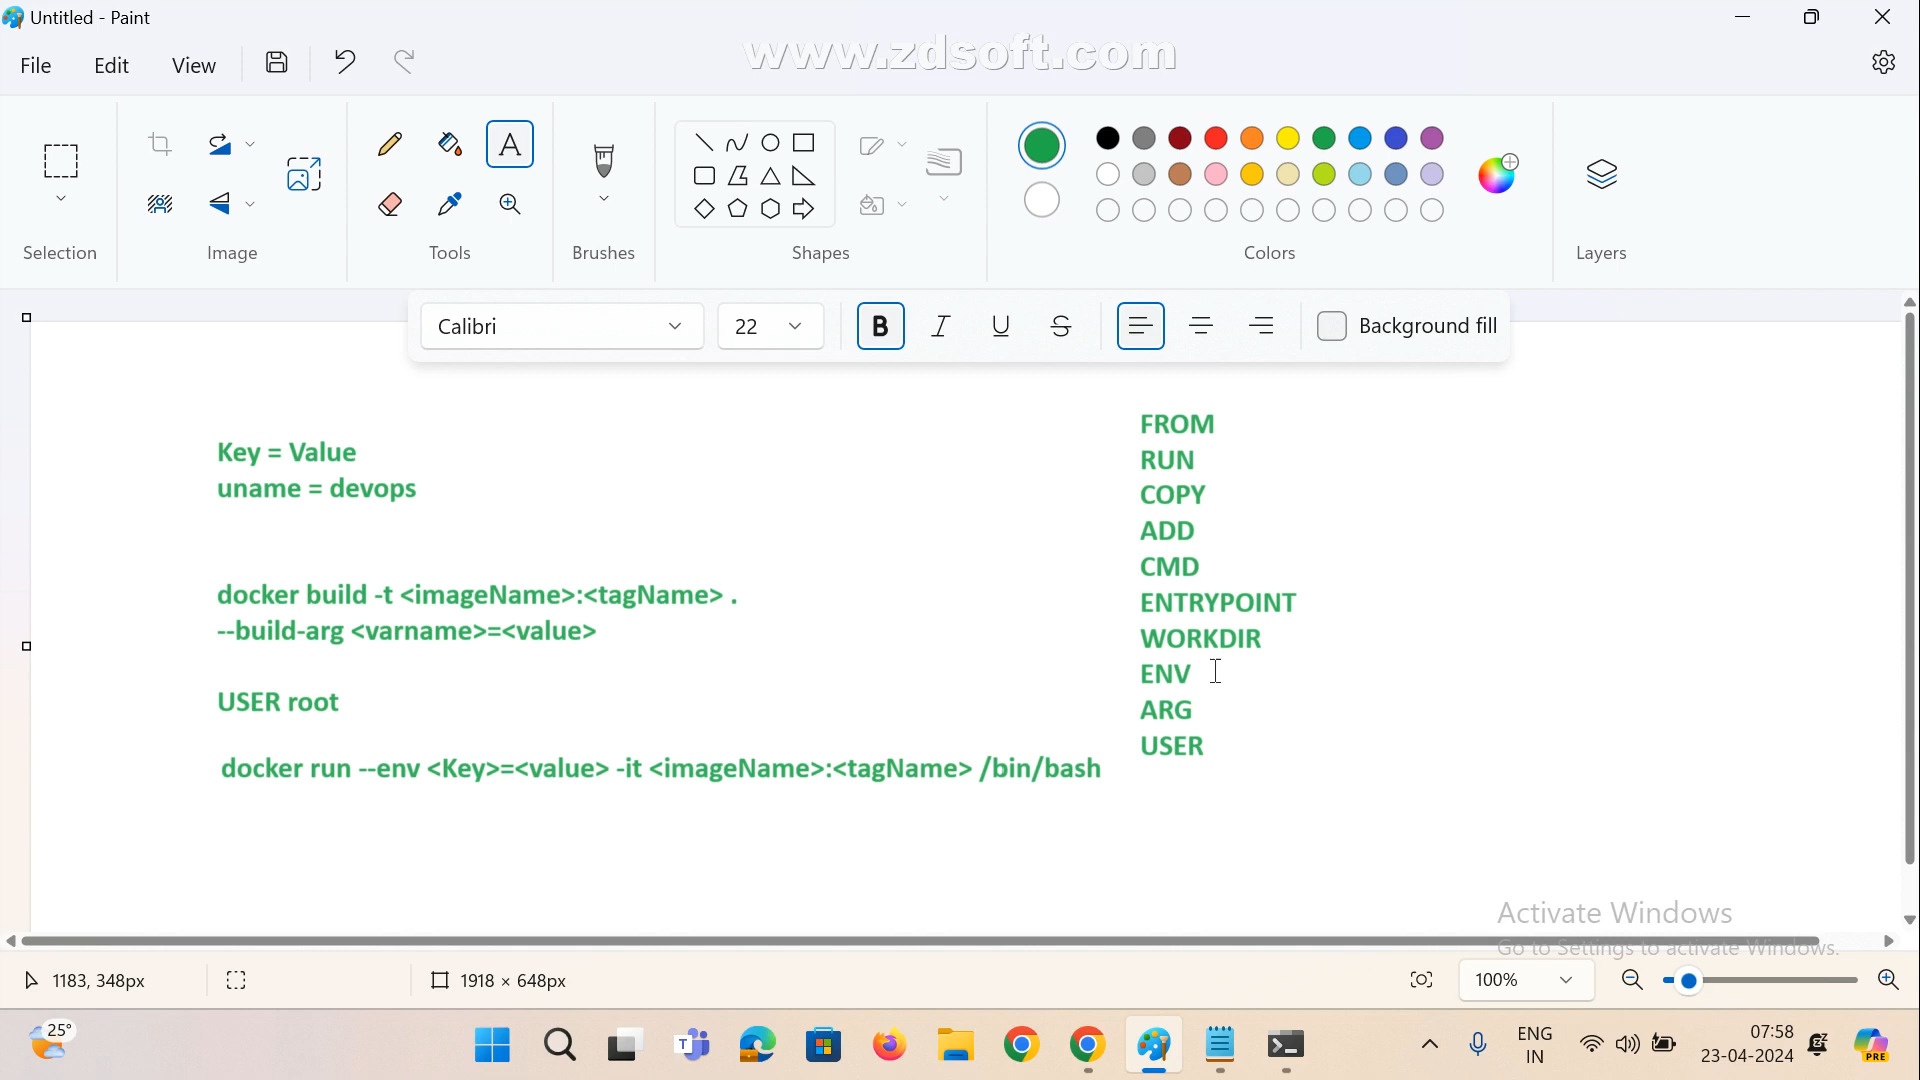 Untitled - Paint
www.zdsoft.com
File Edit View
Selection Image Tools Brushes Shapes Colors Layers
Calibri 22 B I U S Background fill
FROM
Key = Value
RUN
uname = devops
COPY
ADD
CMD
docker build -t <imageName>:<tagName> .
ENTRYPOINT
--build-arg <varname>=<value>
WORKDIR
ENV
USER root
ARG
USER
docker run --env <Key>=<value> -it <imageName>:<tagName> /bin/bash
Activate Windows
Go to Settings to activate Windows.
1183, 348px 1918 × 648px 100%
25°
ENG
IN
07:58
23-04-2024
PRE